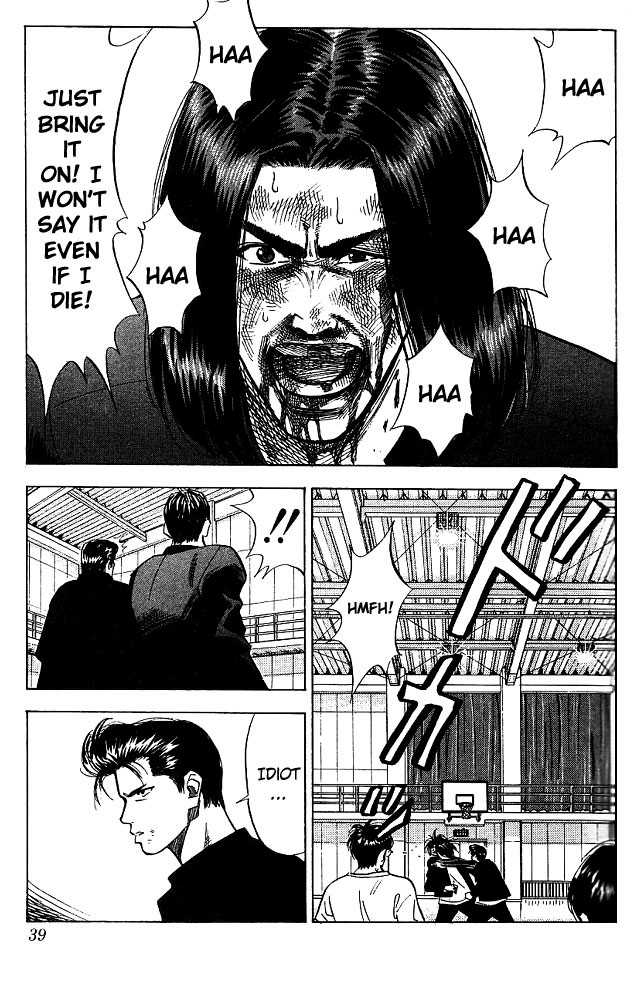 HAA
HAA
JUST
BRING
IT
ON! I
WON'T
SAY IT
EVEN
IF I
DIE!
HAA
HAA
HAA
HAA
!!
HMFH!
ドガッ
IDIOT
...
39